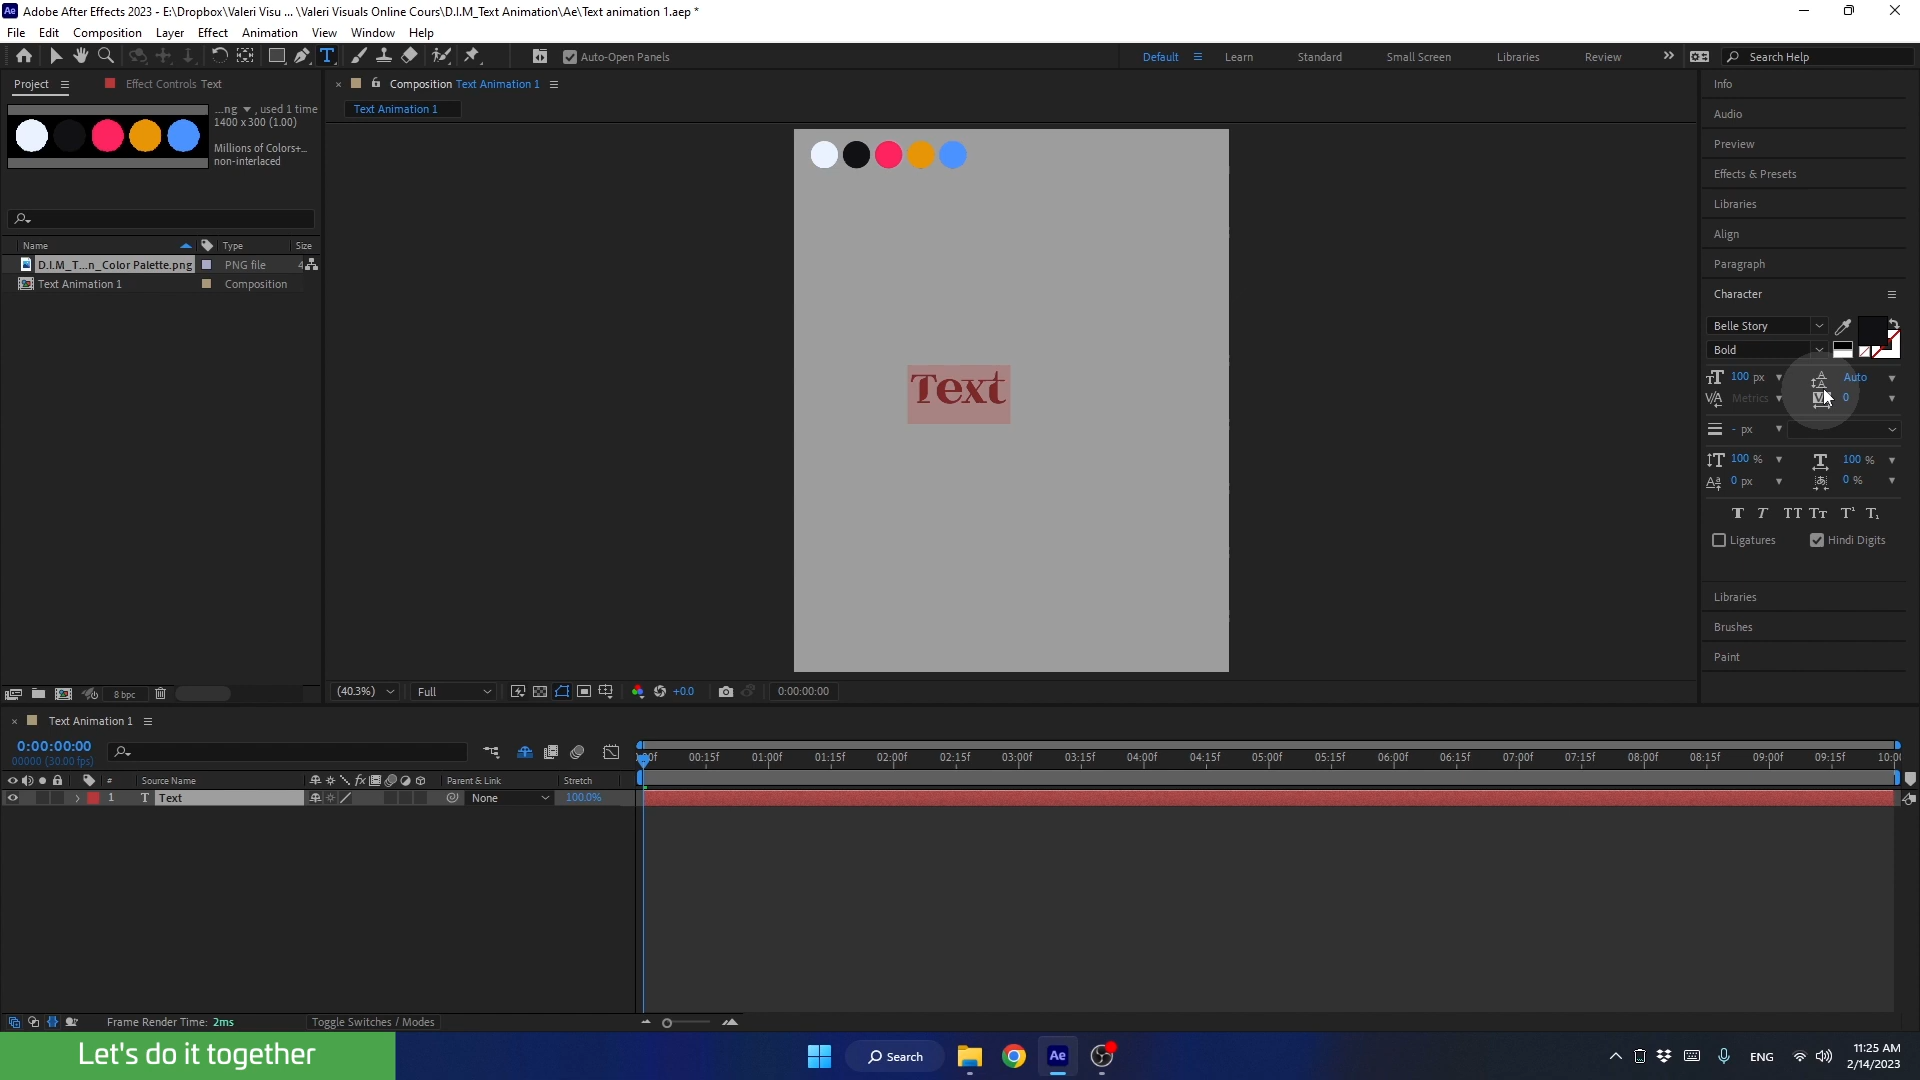 Adobe After Effects 2023 - E:\Dropbox\Valeri Visu ... \Valeri Visuals Online Cours\D.I.M_Text Animation\Ae\Text animation 1.aep *
File Edit Composition Layer Effect Animation View Window Help
Auto-Open Panels Default Learn Standard Small Screen Libraries Review Search Help
Project Effect Controls Text Composition Text Animation 1
...ng , used 1 time
1400 x 300 (1.00)
Millions of Colors+...
non-interlaced
Text Animation 1
Name Type Size
D.I.M_T...n_Color Palette.png PNG file 4
Text Animation 1 Composition
8 bpc
Text
(40.3%) Full +0.0 0:00:00:00
Info
Audio
Preview
Effects & Presets
Libraries
Align
Paragraph
Character
Belle Story
Bold
100 px Auto
Metrics 0
- px
100 % 100 %
0 px 0 %
T T TT Tт T¹ T₁
Ligatures Hindi Digits
Libraries
Brushes
Paint
Text Animation 1
0:00:00:00
00000 (30.00 fps)
00:15f 01:00f 01:15f 02:00f 02:15f 03:00f 03:15f 04:00f 04:15f 05:00f 05:15f 06:00f 06:15f 07:00f 07:15f 08:00f 08:15f 09:00f 09:15f
# Source Name Parent & Link Stretch
1 T Text None 100.0%
Frame Render Time: 2ms Toggle Switches / Modes
Let's do it together
Search
Ae
ENG
11:25 AM
2/14/2023